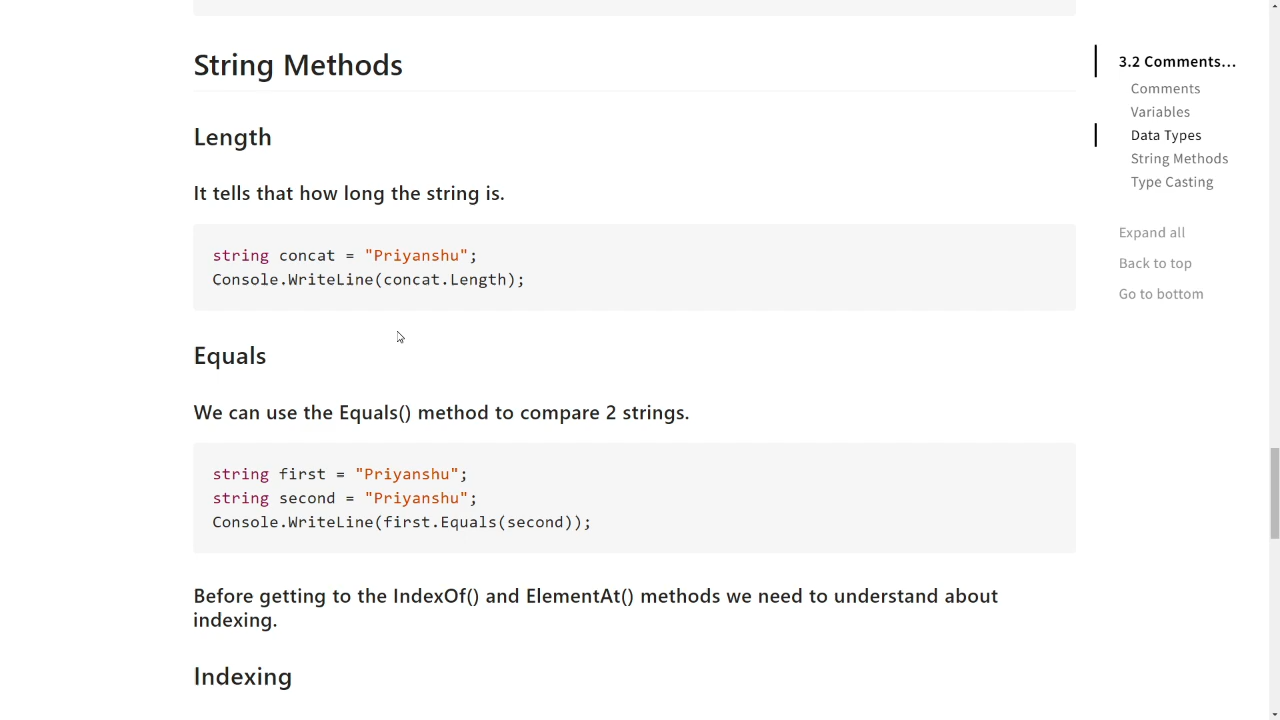 String Methods
Length
It tells that how long the string is.
string concat = "Priyanshu";
Console.WriteLine(concat.Length);
Equals
We can use the Equals() method to compare 2 strings.
string first = "Priyanshu";
string second = "Priyanshu";
Console.WriteLine(first.Equals(second));
Before getting to the IndexOf() and ElementAt() methods we need to understand about
indexing.
Indexing
3.2 Comments...
Comments
Variables
Data Types
String Methods
Type Casting
Expand all
Back to top
Go to bottom